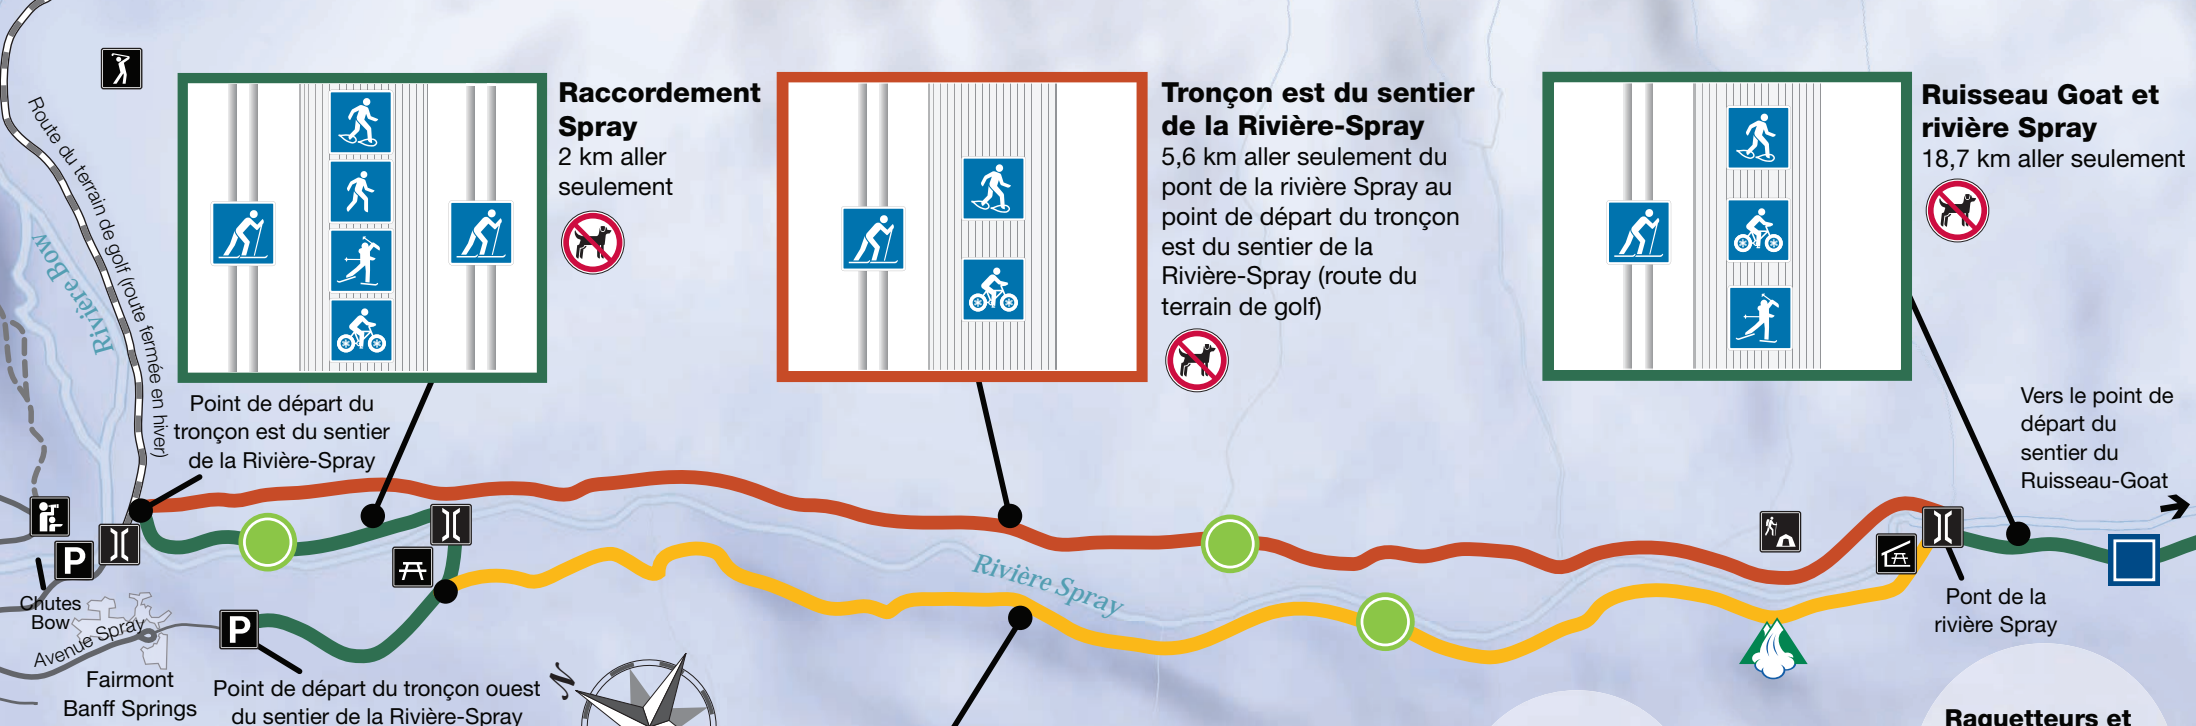 Raccordement
Spray
2 km aller
seulement
Tronçon est du sentier
de la Rivière-Spray
5,6 km aller seulement du
pont de la rivière Spray au
point de départ du tronçon
est du sentier de la
Rivière-Spray (route du
terrain de golf)
Ruisseau Goat et
rivière Spray
18,7 km aller seulement
Route du terrain de golf (route fermée en hiver)
Rivière Bow
Point de départ du
tronçon est du sentier
de la Rivière-Spray
Vers le point de
départ du
sentier du
Ruisseau-Goat
P
Chutes
Bow
Avenue Spray
P
Fairmont
Banff Springs
Point de départ du tronçon ouest
du sentier de la Rivière-Spray
N
Rivière Spray
Pont de la
rivière Spray
Raquetteurs et